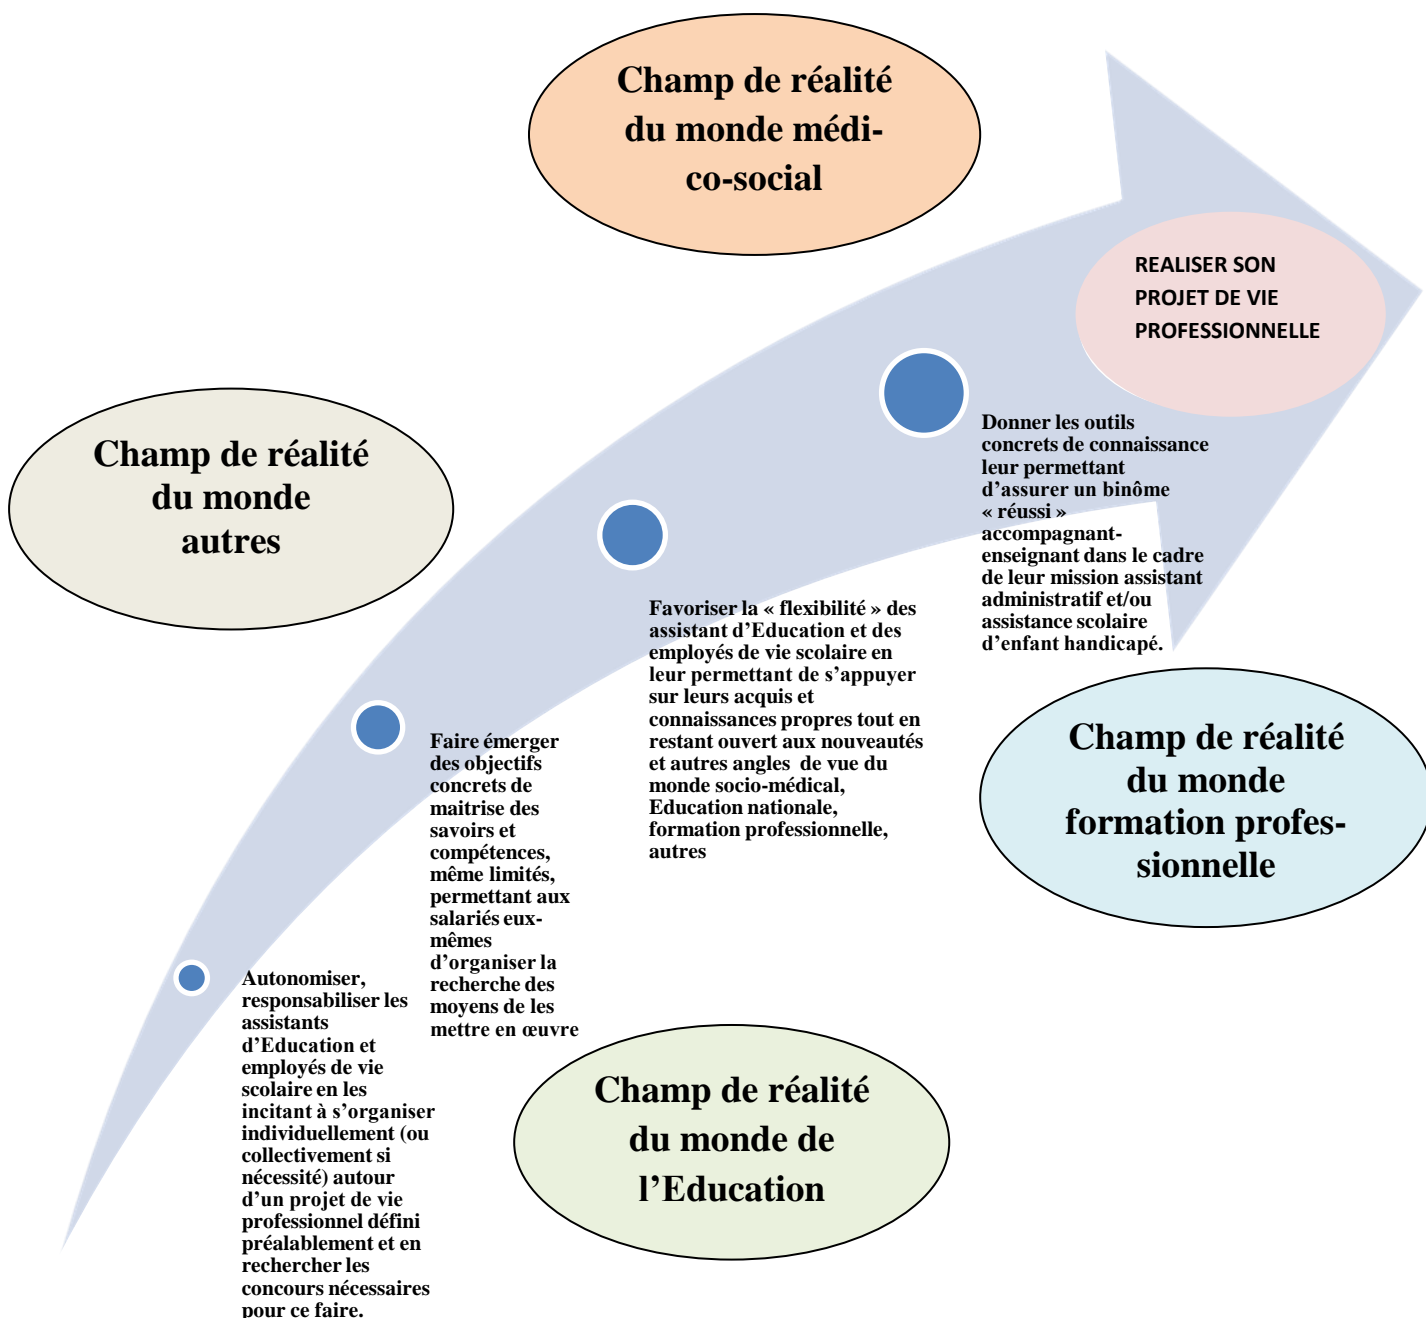 Champ de réalité
du monde médi-
co-social
REALISER SON
PROJET DE VIE
PROFESSIONNELLE
Champ de réalité
du monde
autres
Donner les outils
concrets de connaissance
leur permettant
d’assurer un binôme
« réussi »
accompagnant-
enseignant dans le cadre
de leur mission assistant
administratif et/ou
assistance scolaire
d’enfant handicapé.
Favoriser la « flexibilité » des
assistant d’Education et des
employés de vie scolaire en
leur permettant de s’appuyer
sur leurs acquis et
connaissances propres tout en
restant ouvert aux nouveautés
et autres angles de vue du
monde socio-médical,
Education nationale,
formation professionnelle,
autres
Champ de réalité
du monde
formation profes-
sionnelle
Faire émerger
des objectifs
concrets de
maitrise des
savoirs et
compétences,
même limités,
permettant aux
salariés eux-
mêmes
d’organiser la
recherche des
moyens de les
mettre en œuvre
Autonomiser,
responsabiliser les
assistants
d’Education et
employés de vie
scolaire en les
incitant à s’organiser
individuellement (ou
collectivement si
nécessité) autour
d’un projet de vie
professionnel défini
préalablement et en
rechercher les
concours nécessaires
pour ce faire.
Champ de réalité
du monde de
l’Education